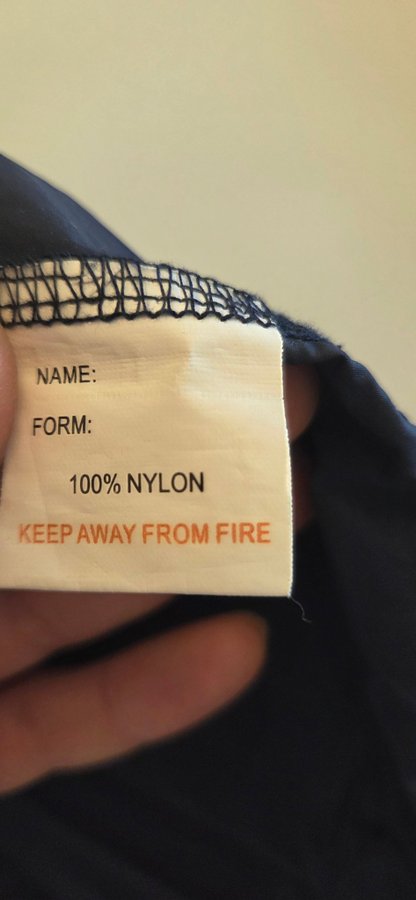 NAME:
FORM:
100% NYLON
KEEP AWAY FROM FIRE